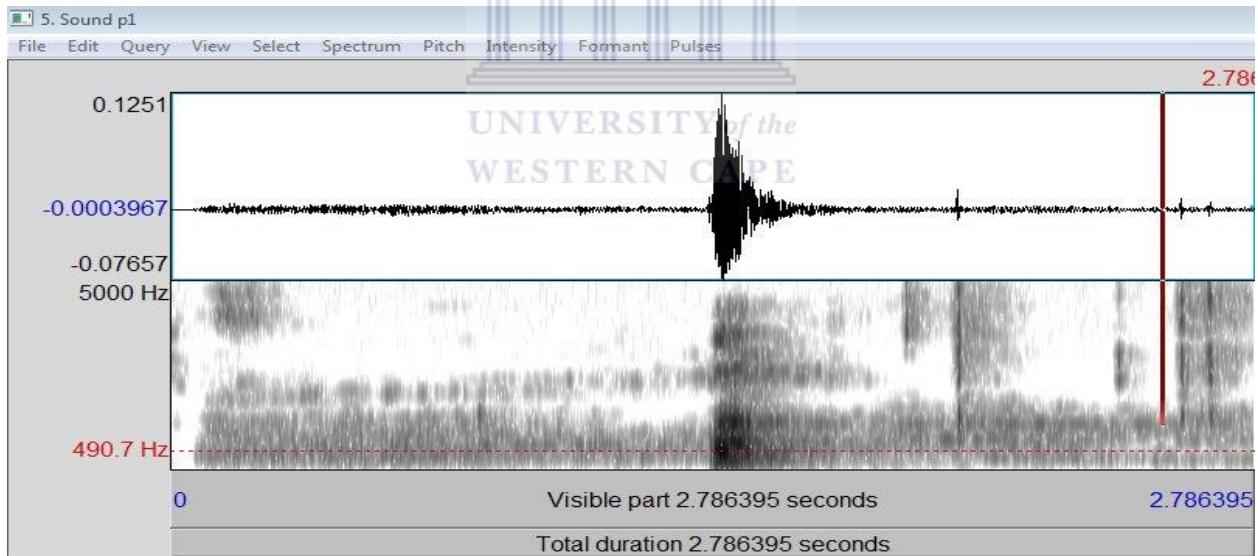 5. Sound p1
File Edit Query View Select Spectrum Pitch Intensity Formant Pulses
2.786
0.1251
UNIVERSITY of the
WESTERN CAPE
-0.0003967
-0.07657
5000 Hz
490.7 Hz
0 Visible part 2.786395 seconds 2.786395
Total duration 2.786395 seconds